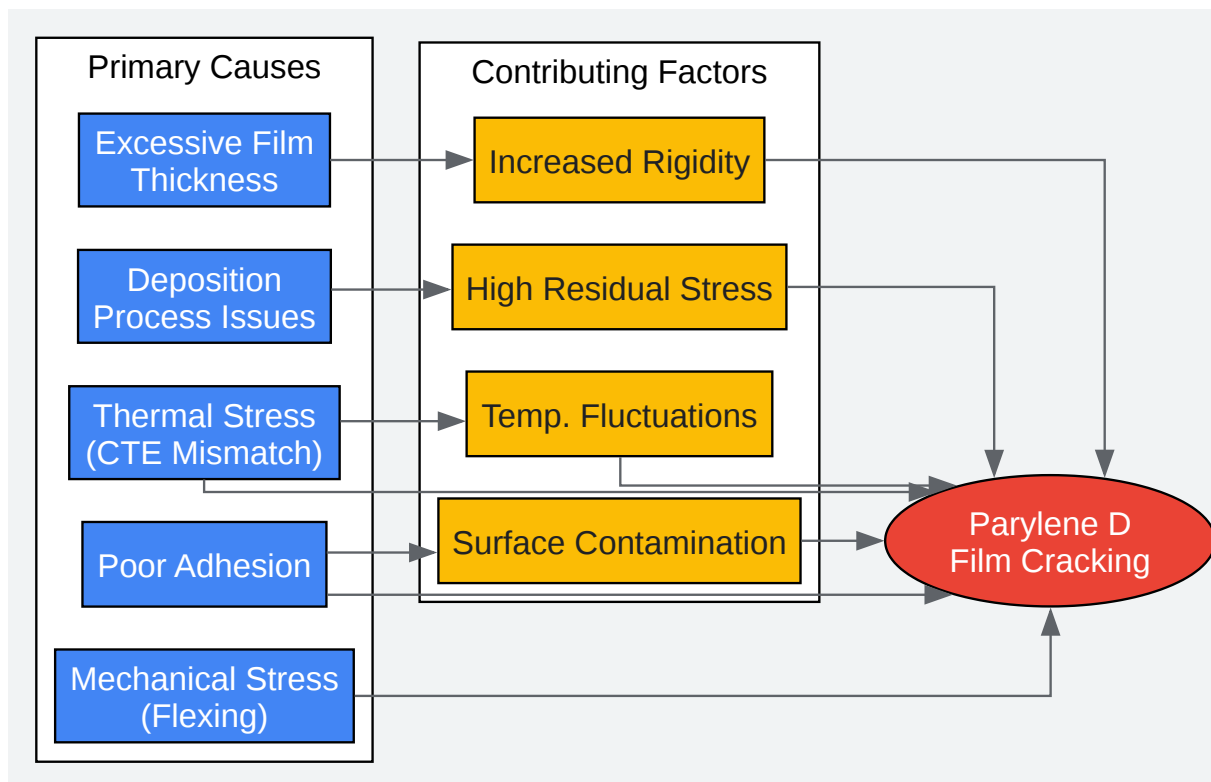 Primary Causes
Excessive Film
Thickness
Deposition
Process Issues
Thermal Stress
(CTE Mismatch)
Poor Adhesion
Mechanical Stress
(Flexing)
Contributing Factors
Increased Rigidity
High Residual Stress
Temp. Fluctuations
Surface Contamination
Parylene D
Film Cracking